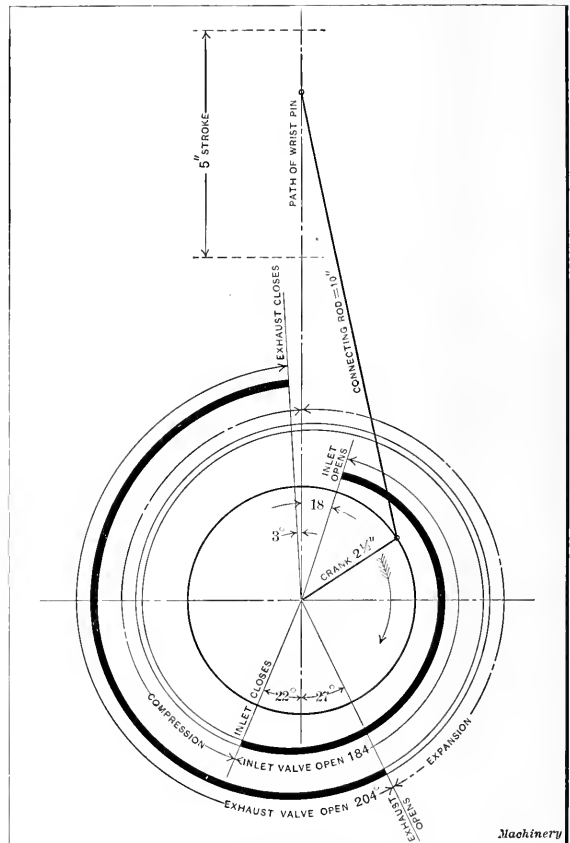 5" STROKE
PATH OF WRIST PIN
CONNECTING ROD=10"
EXHAUST CLOSES
INLET OPENS
18
3°
CRANK 2½"
22°
27°
INLET CLOSES
COMPRESSION
INLET VALVE OPEN 184
EXPANSION
EXHAUST VALVE OPEN 204°
EXHAUST OPENS
Machinery